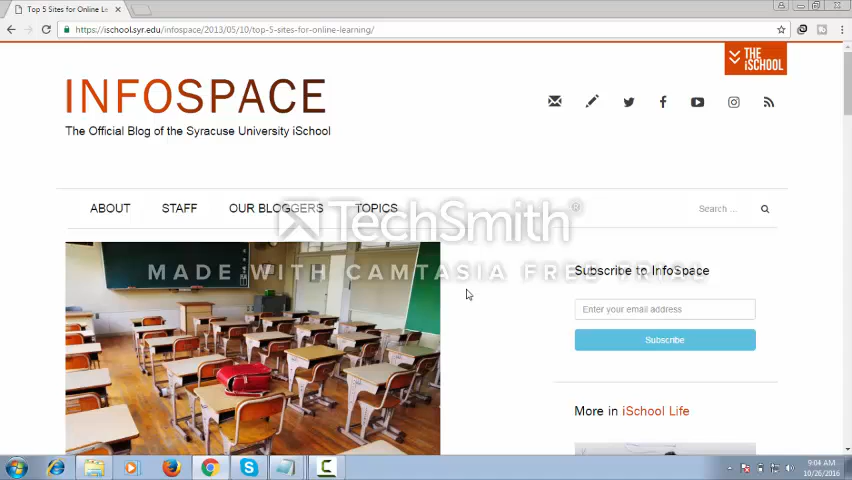 Top 5 Sites for Online Le
https://ischool.syr.edu/infospace/2013/05/10/top-5-sites-for-online-learning/
THE
iSCHOOL
INFOSPACE
The Official Blog of the Syracuse University iSchool
ABOUT STAFF OUR BLOGGERS TOPICS
Search ...
TechSmith®
MADE WITH CAMTASIA FREE TRIAL
Subscribe to InfoSpace
Enter your email address
Subscribe
More in iSchool Life
9:04 AM
10/26/2016